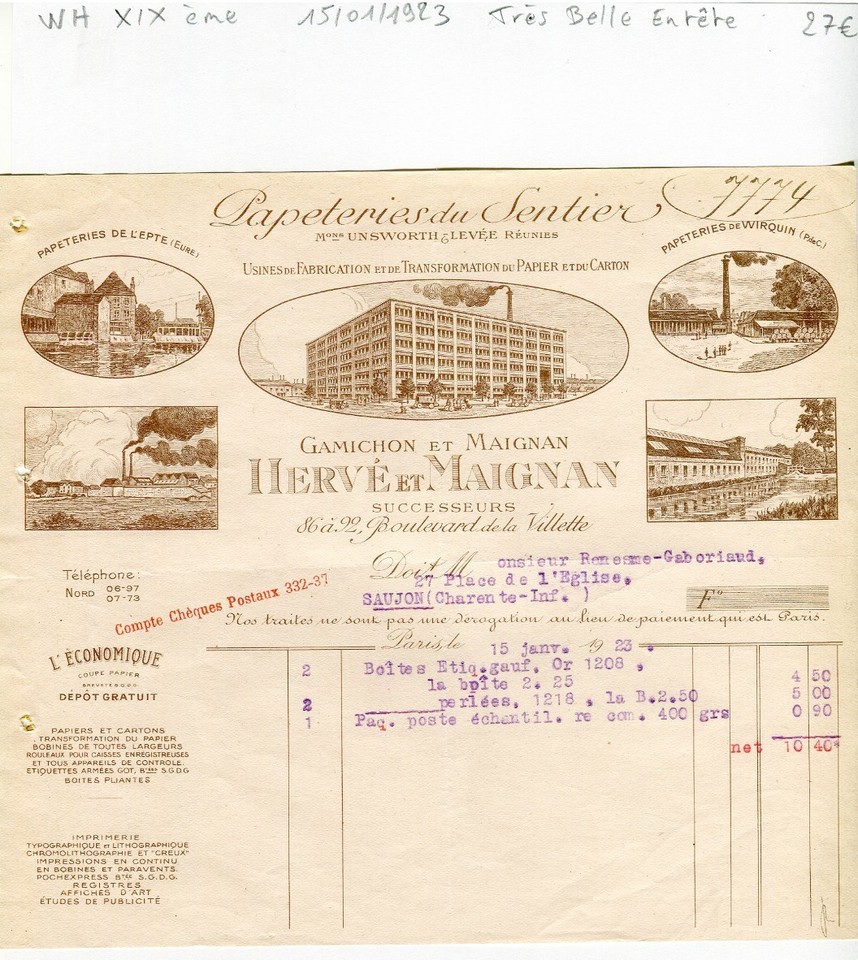 WH XIX ème 15/01/1923 Très Belle Entête 27€
7774
Papeteries du Sentier
Mons UNSWORTH & LEVÉE RÉUNIES
PAPETERIES DE L'EPTE (EURE)
PAPETERIES DE WIRQUIN (P. de C.)
USINES DE FABRICATION ET DE TRANSFORMATION DU PAPIER ET DU CARTON
GAMICHON ET MAIGNAN
HERVÉ ET MAIGNAN
SUCCESSEURS
86 à 92, Boulevard de la Villette
Téléphone:
NORD 06-97
07-73
Compte Chèques Postaux 332-37
Doit M onsieur Renesme-Gaboriaud,
27 Place de l'Eglise,
SAUJON(Charente-Inf. )
Fo
Nos traites ne sont pas une dérogation au lieu de paiement qui est Paris.
Paris, le 15 janv. 1923.
L'ÉCONOMIQUE
COUPE PAPIER
BREVETÉ S.G.D.G.
DÉPÔT GRATUIT
2 Boîtes Etiq.gauf. Or 1208 ,
la boîte 2. 25 4 50
2 perlées, 1218 , la B.2.50 5 00
1 Paq. poste échantil. re com. 400 grs 0 90
net 10 40*
PAPIERS ET CARTONS
TRANSFORMATION DU PAPIER
BOBINES DE TOUTES LARGEURS
ROULEAUX POUR CAISSES ENREGISTREUSES
ET TOUS APPAREILS DE CONTROLE.
ETIQUETTES ARMÉES GOT, Btées S.G.D.G
BOITES PLIANTES
IMPRIMERIE
TYPOGRAPHIQUE et LITHOGRAPHIQUE
CHROMOLITHOGRAPHIE ET "CREUX"
IMPRESSIONS EN CONTINU
EN BOBINES ET PARAVENTS.
POCHEXPRESS Btés S.G.D.G.
REGISTRES
AFFICHES D'ART
ÉTUDES DE PUBLICITÉ